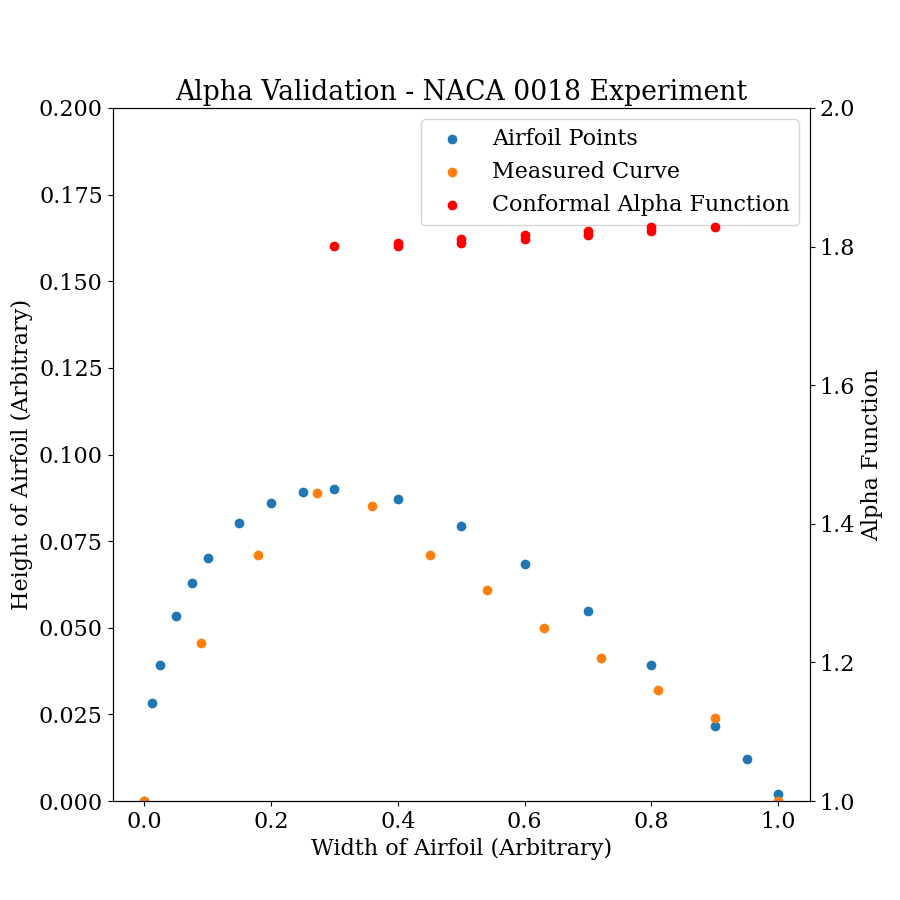 Alpha Validation - NACA 0018 Experiment
Airfoil Points
Measured Curve
Conformal Alpha Function
0.200
0.175
0.150
0.125
0.100
0.075
0.050
0.025
0.000
Height of Airfoil (Arbitrary)
2.0
1.8
1.6
1.4
1.2
1.0
Alpha Function
0.0 0.2 0.4 0.6 0.8 1.0
Width of Airfoil (Arbitrary)